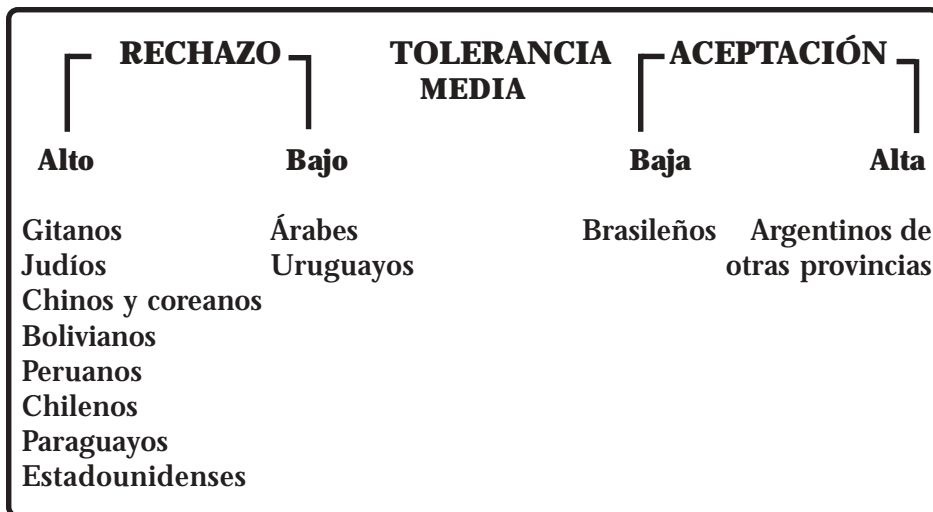 RECHAZO TOLERANCIA ACEPTACIÓN
MEDIA
Alto Bajo Baja Alta
Gitanos Árabes Brasileños Argentinos de
Judíos Uruguayos otras provincias
Chinos y coreanos
Bolivianos
Peruanos
Chilenos
Paraguayos
Estadounidenses